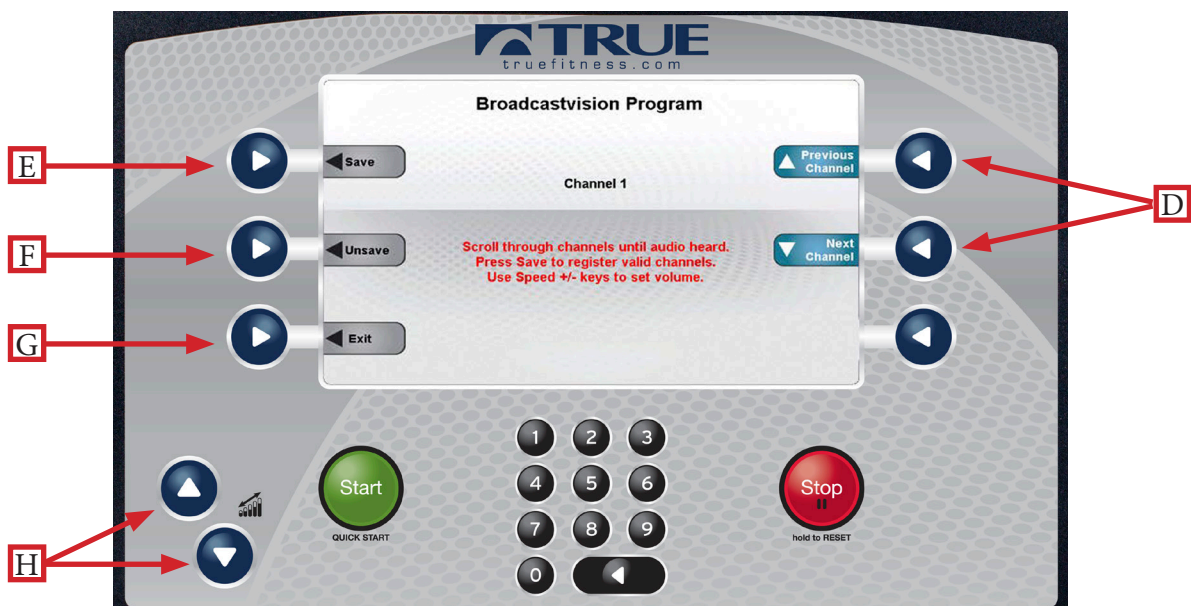 TRUE
truefitness.com
Broadcastvision Program
E
Save
Previous
Channel
D
Channel 1
F
Unsave
Scroll through channels until audio heard.
Press Save to register valid channels.
Use Speed +/- keys to set volume.
Next
Channel
G
Exit
1 2 3
4 5 6
7 8 9
0
Start
QUICK START
Stop
hold to RESET
H